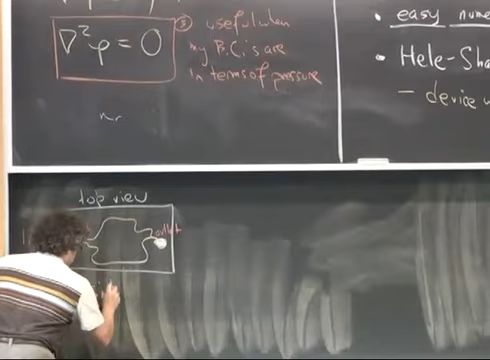 ∇²φ = 0
③ useful when
my B.C.'s are
in terms of pressure
• easy nume
• Hele-Sha
– device w
top view
outlet